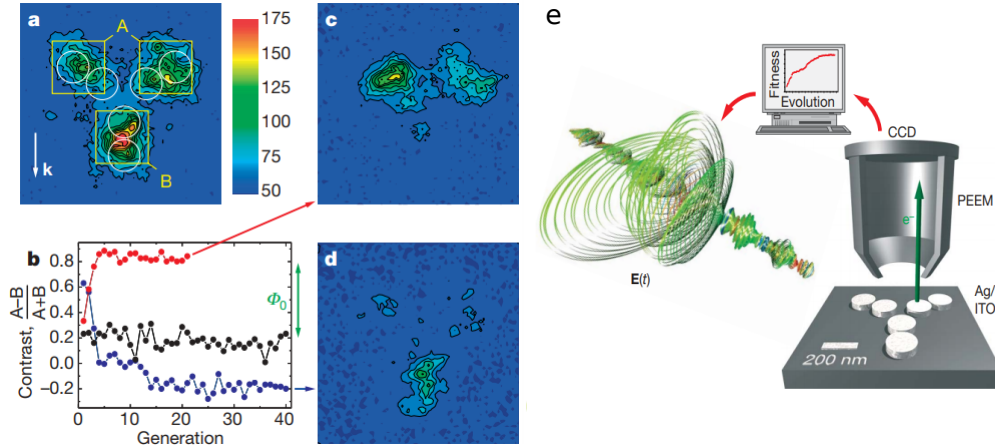 a
A
B
k
175
150
125
100
75
50
c
b
Contrast, A–B
A+B
0.8
0.6
0.4
0.2
0.0
–0.2
Φ0
0 10 20 30 40
Generation
d
e
Fitness
Evolution
CCD
PEEM
e–
E(t)
Ag/
ITO
200 nm